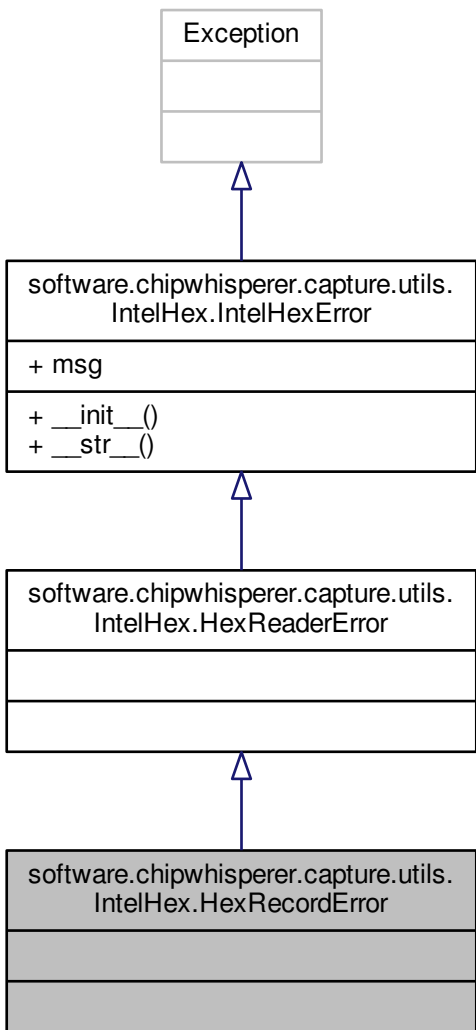 Exception
software.chipwhisperer.capture.utils.
IntelHex.IntelHexError
+ msg
+ __init__()
+ __str__()
software.chipwhisperer.capture.utils.
IntelHex.HexReaderError
software.chipwhisperer.capture.utils.
IntelHex.HexRecordError